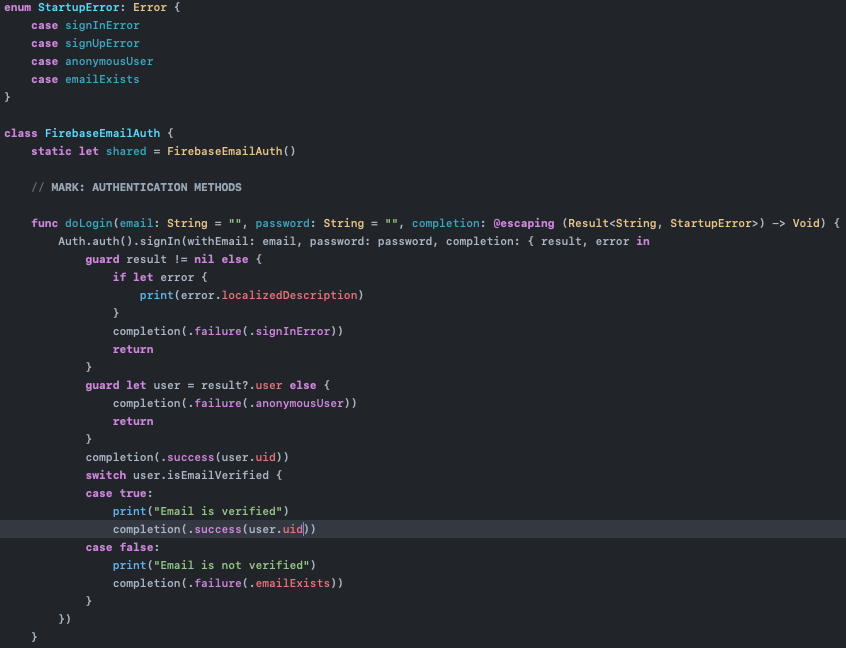 enum StartupError: Error {
    case signInError
    case signUpError
    case anonymousUser
    case emailExists
}

class FirebaseEmailAuth {
    static let shared = FirebaseEmailAuth()

    // MARK: AUTHENTICATION METHODS

    func doLogin(email: String = "", password: String = "", completion: @escaping (Result<String, StartupError>) -> Void) {
        Auth.auth().signIn(withEmail: email, password: password, completion: { result, error in
            guard result != nil else {
                if let error {
                    print(error.localizedDescription)
                }
                completion(.failure(.signInError))
                return
            }
            guard let user = result?.user else {
                completion(.failure(.anonymousUser))
                return
            }
            completion(.success(user.uid))
            switch user.isEmailVerified {
            case true:
                print("Email is verified")
                completion(.success(user.uid))
            case false:
                print("Email is not verified")
                completion(.failure(.emailExists))
            }
        })
    }